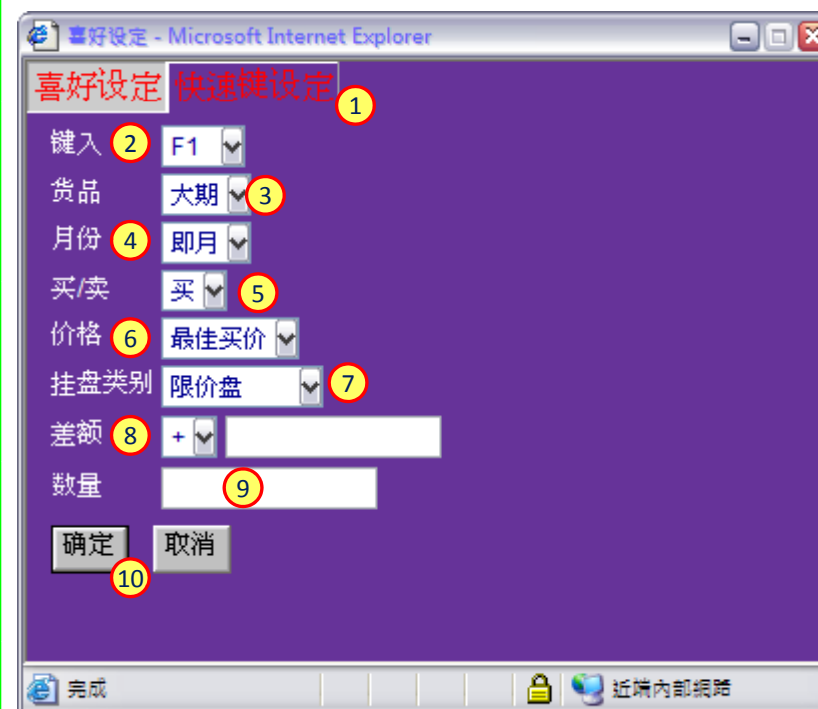 喜好设定 - Microsoft Internet Explorer
喜好设定 快速键设定 1
键入 2 F1
货品 大期 3
月份 4 即月
买/卖 买 5
价格 6 最佳买价
挂盘类别 限价盘 7
差额 8 +
数量 9
确定 取消
10
完成 近端內部網路